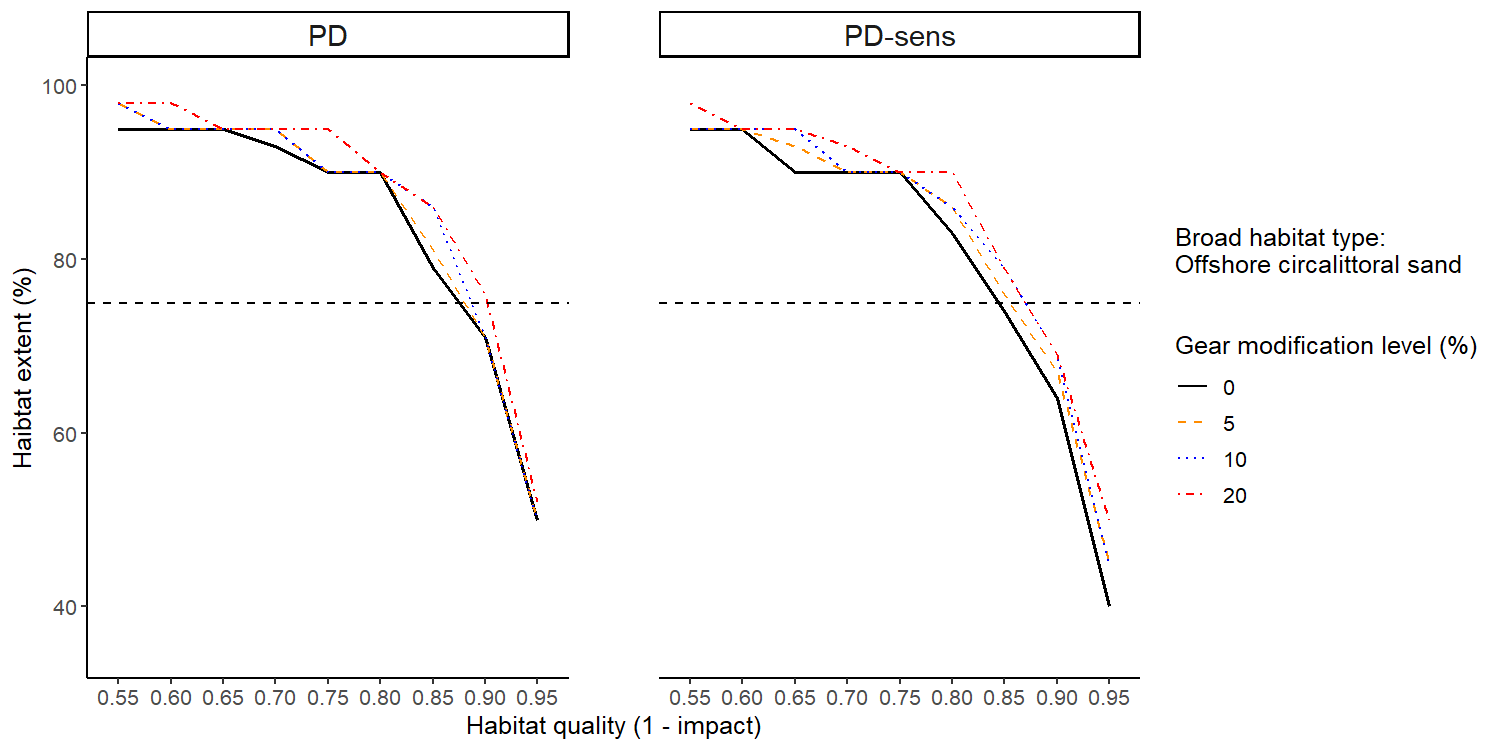 PD
PD-sens
100
80
60
40
Haibtat extent (%)
0.55 0.60 0.65 0.70 0.75 0.80 0.85 0.90 0.95
0.55 0.60 0.65 0.70 0.75 0.80 0.85 0.90 0.95
Habitat quality (1 - impact)
Broad habitat type:
Offshore circalittoral sand
Gear modification level (%)
0
5
10
20